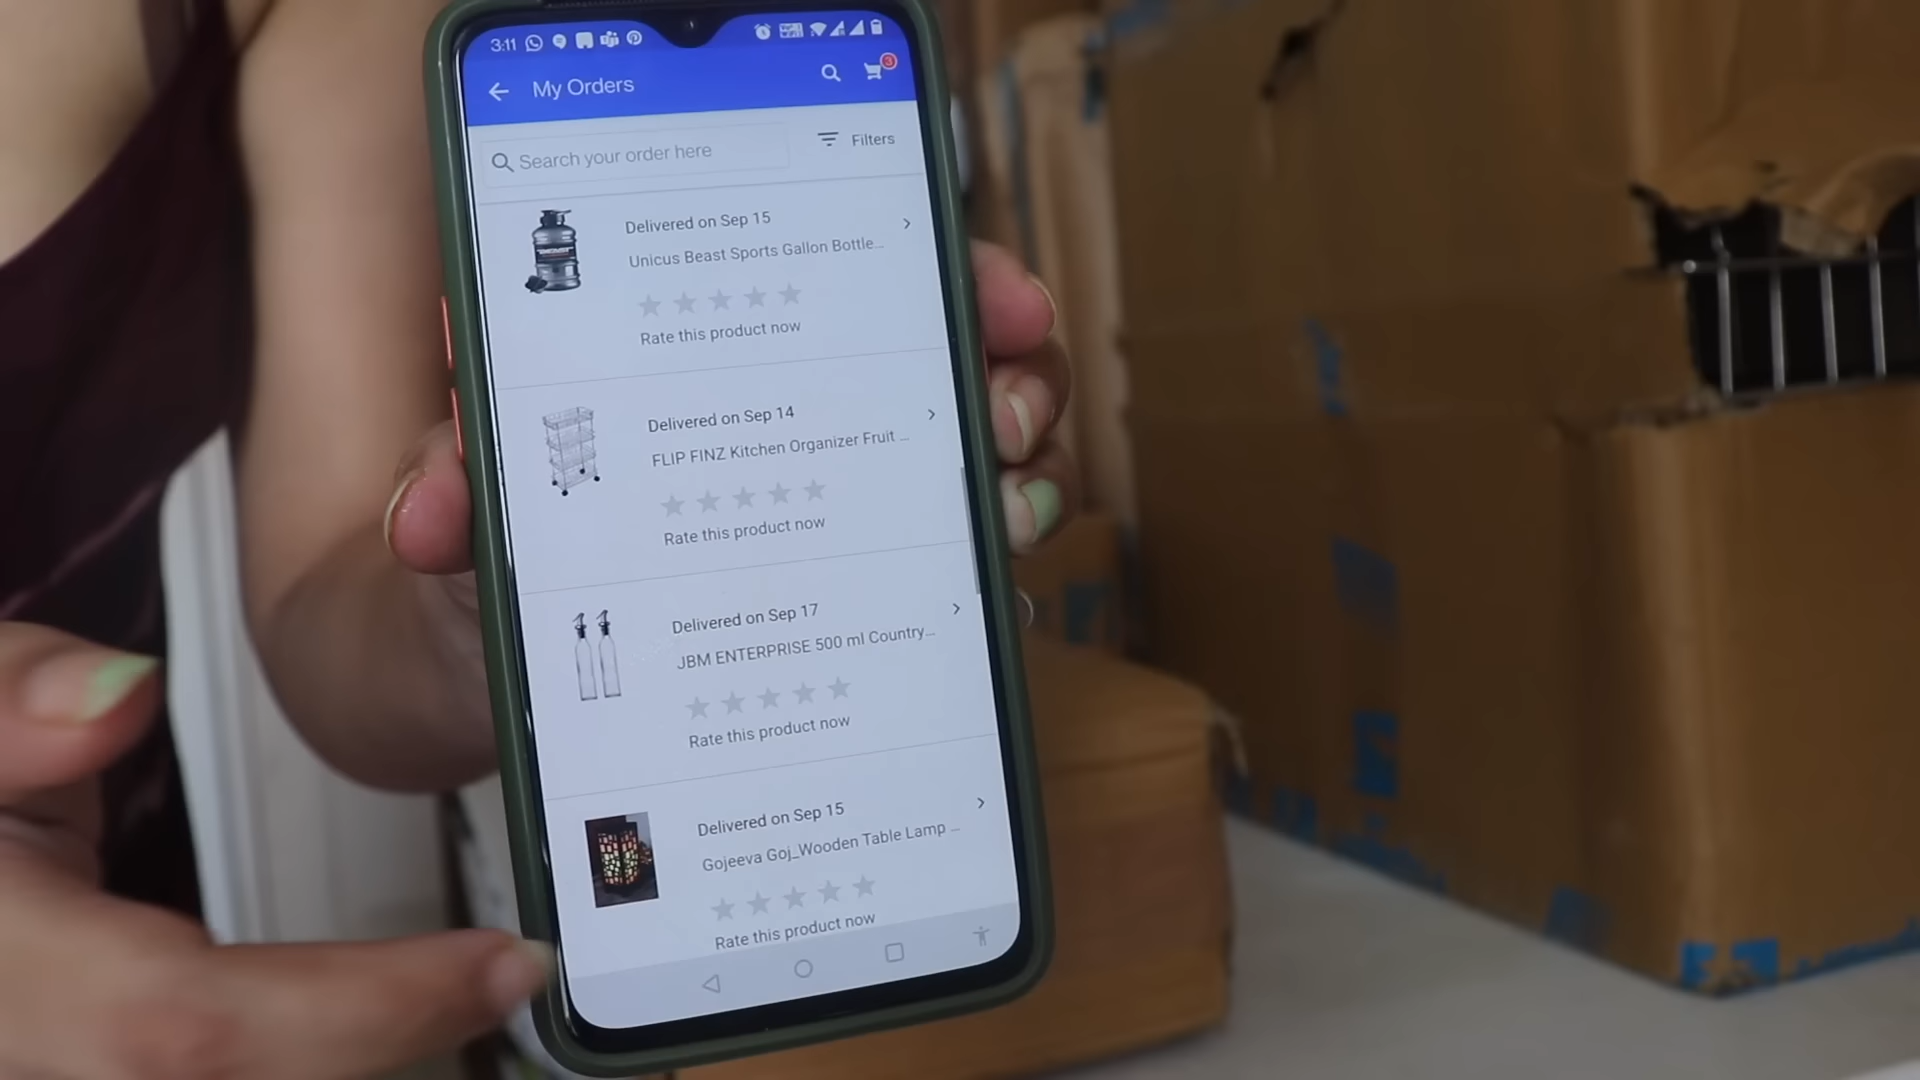 3:11
My Orders
3
Search your order here
Filters
Delivered on Sep 15
Unicus Beast Sports Gallon Bottle...
Rate this product now
Delivered on Sep 14
FLIP FINZ Kitchen Organizer Fruit ...
Rate this product now
Delivered on Sep 17
JBM ENTERPRISE 500 ml Country...
Rate this product now
Delivered on Sep 15
Gojeeva Goj_Wooden Table Lamp ...
Rate this product now